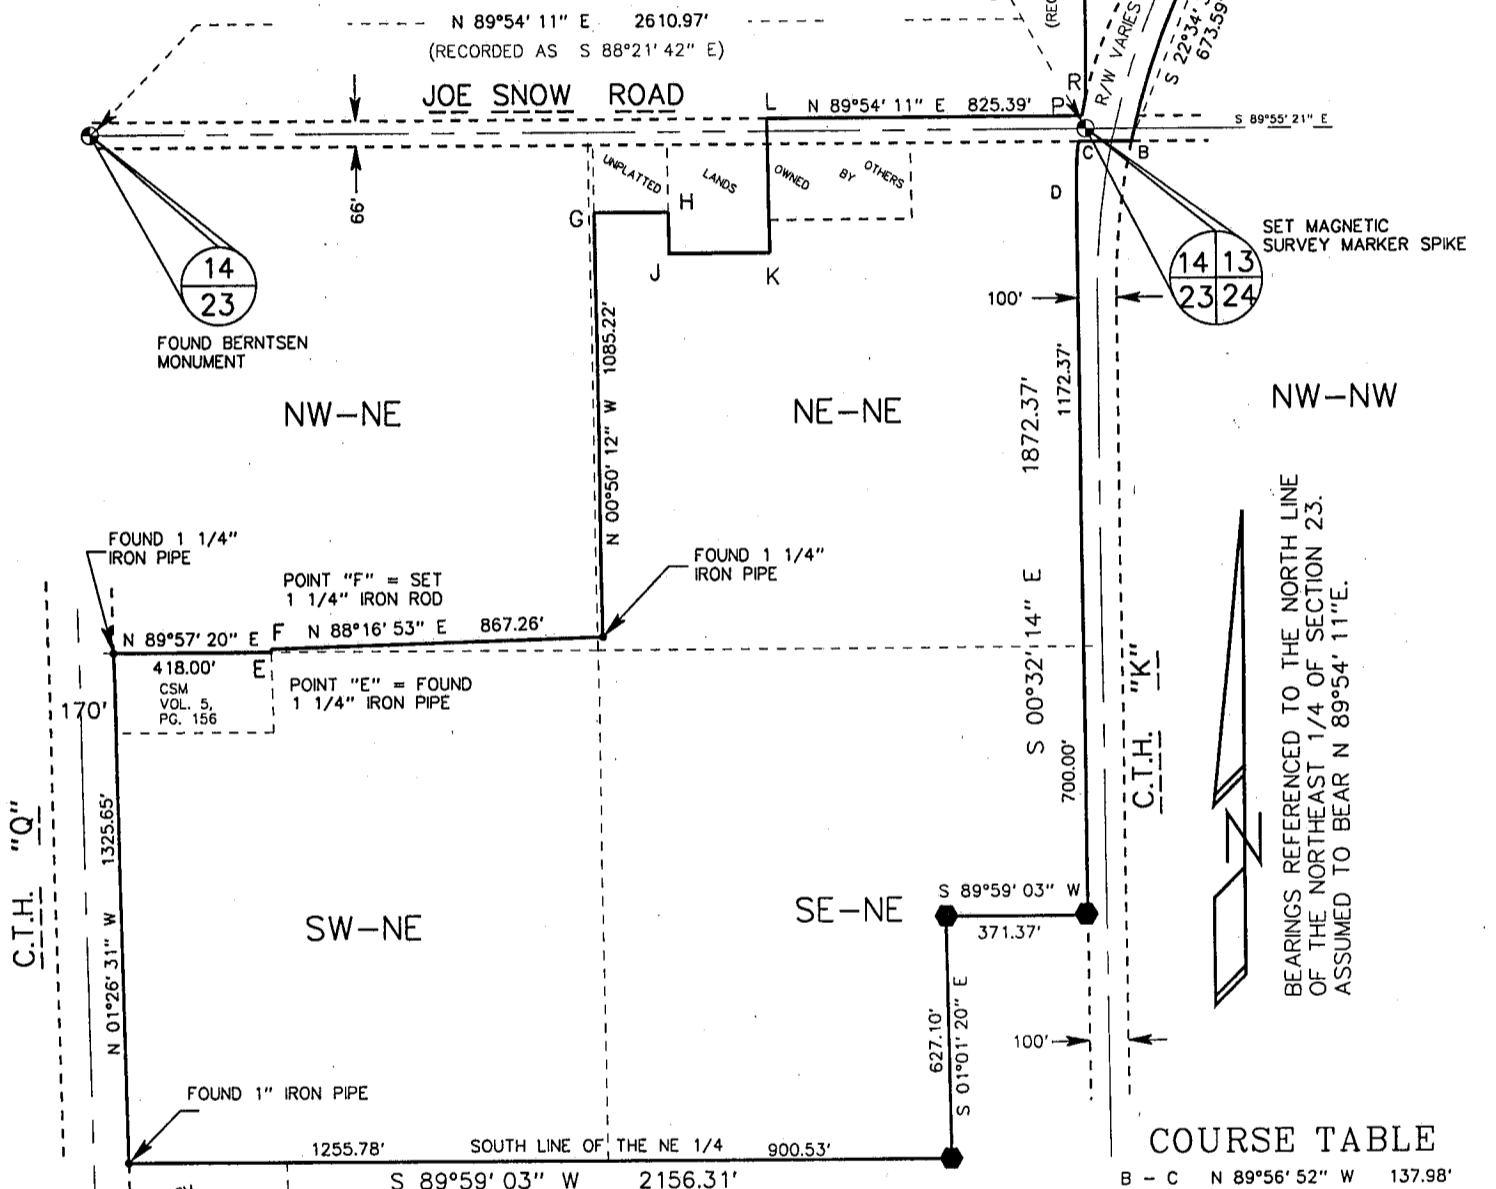 N 89°54' 11" E 2610.97'
(RECORDED AS S 88°21' 42" E)
(REC
R/W VARIES
S 22°34'
673.59'
JOE SNOW ROAD
L
N 89°54' 11" E 825.39'
P
R
S 89°55' 21" E
C
B
D
66'
UNPLATTED
LANDS
OWNED
BY
OTHERS
G
H
J
K
14
23
FOUND BERNTSEN
MONUMENT
14 13
23 24
SET MAGNETIC
SURVEY MARKER SPIKE
100'
NW-NE
NE-NE
NW-NW
N 00°50' 12" W 1085.22'
1172.37'
1872.37'
S 00°32' 14" E
700.00'
C.T.H. "K"
BEARINGS REFERENCED TO THE NORTH LINE
OF THE NORTHEAST 1/4 OF SECTION 23.
ASSUMED TO BEAR N 89°54' 11"E.
N
FOUND 1 1/4"
IRON PIPE
FOUND 1 1/4"
IRON PIPE
POINT "F" = SET
1 1/4" IRON ROD
N 89°57' 20" E
F
N 88°16' 53" E 867.26'
418.00'
E
CSM
VOL. 5,
PG. 156
POINT "E" = FOUND
1 1/4" IRON PIPE
170'
C.T.H. "Q"
N 01°26' 31" W 1325.65'
SW-NE
SE-NE
S 89°59' 03" W
371.37'
627.10'
S 01°01' 20" E
100'
FOUND 1" IRON PIPE
1255.78' SOUTH LINE OF THE NE 1/4 900.53'
S 89°59' 03" W 2156.31'
COURSE TABLE
B - C N 89°56' 52" W 137.98'